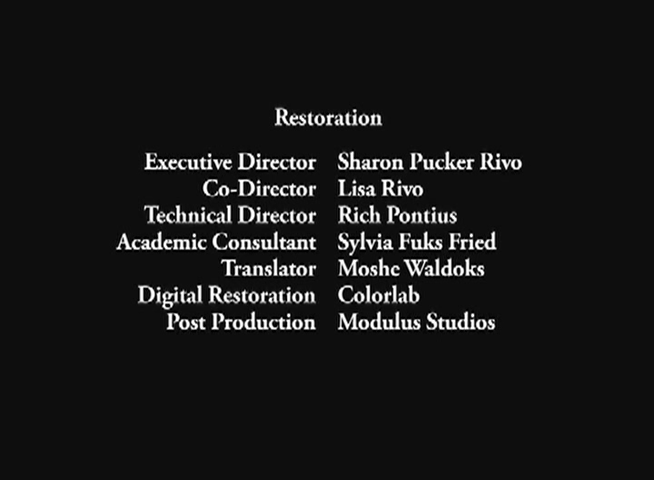 Restoration
Executive Director Sharon Pucker Rivo
Co-Director Lisa Rivo
Technical Director Rich Pontius
Academic Consultant Sylvia Fuks Fried
Translator Moshe Waldoks
Digital Restoration Colorlab
Post Production Modulus Studios